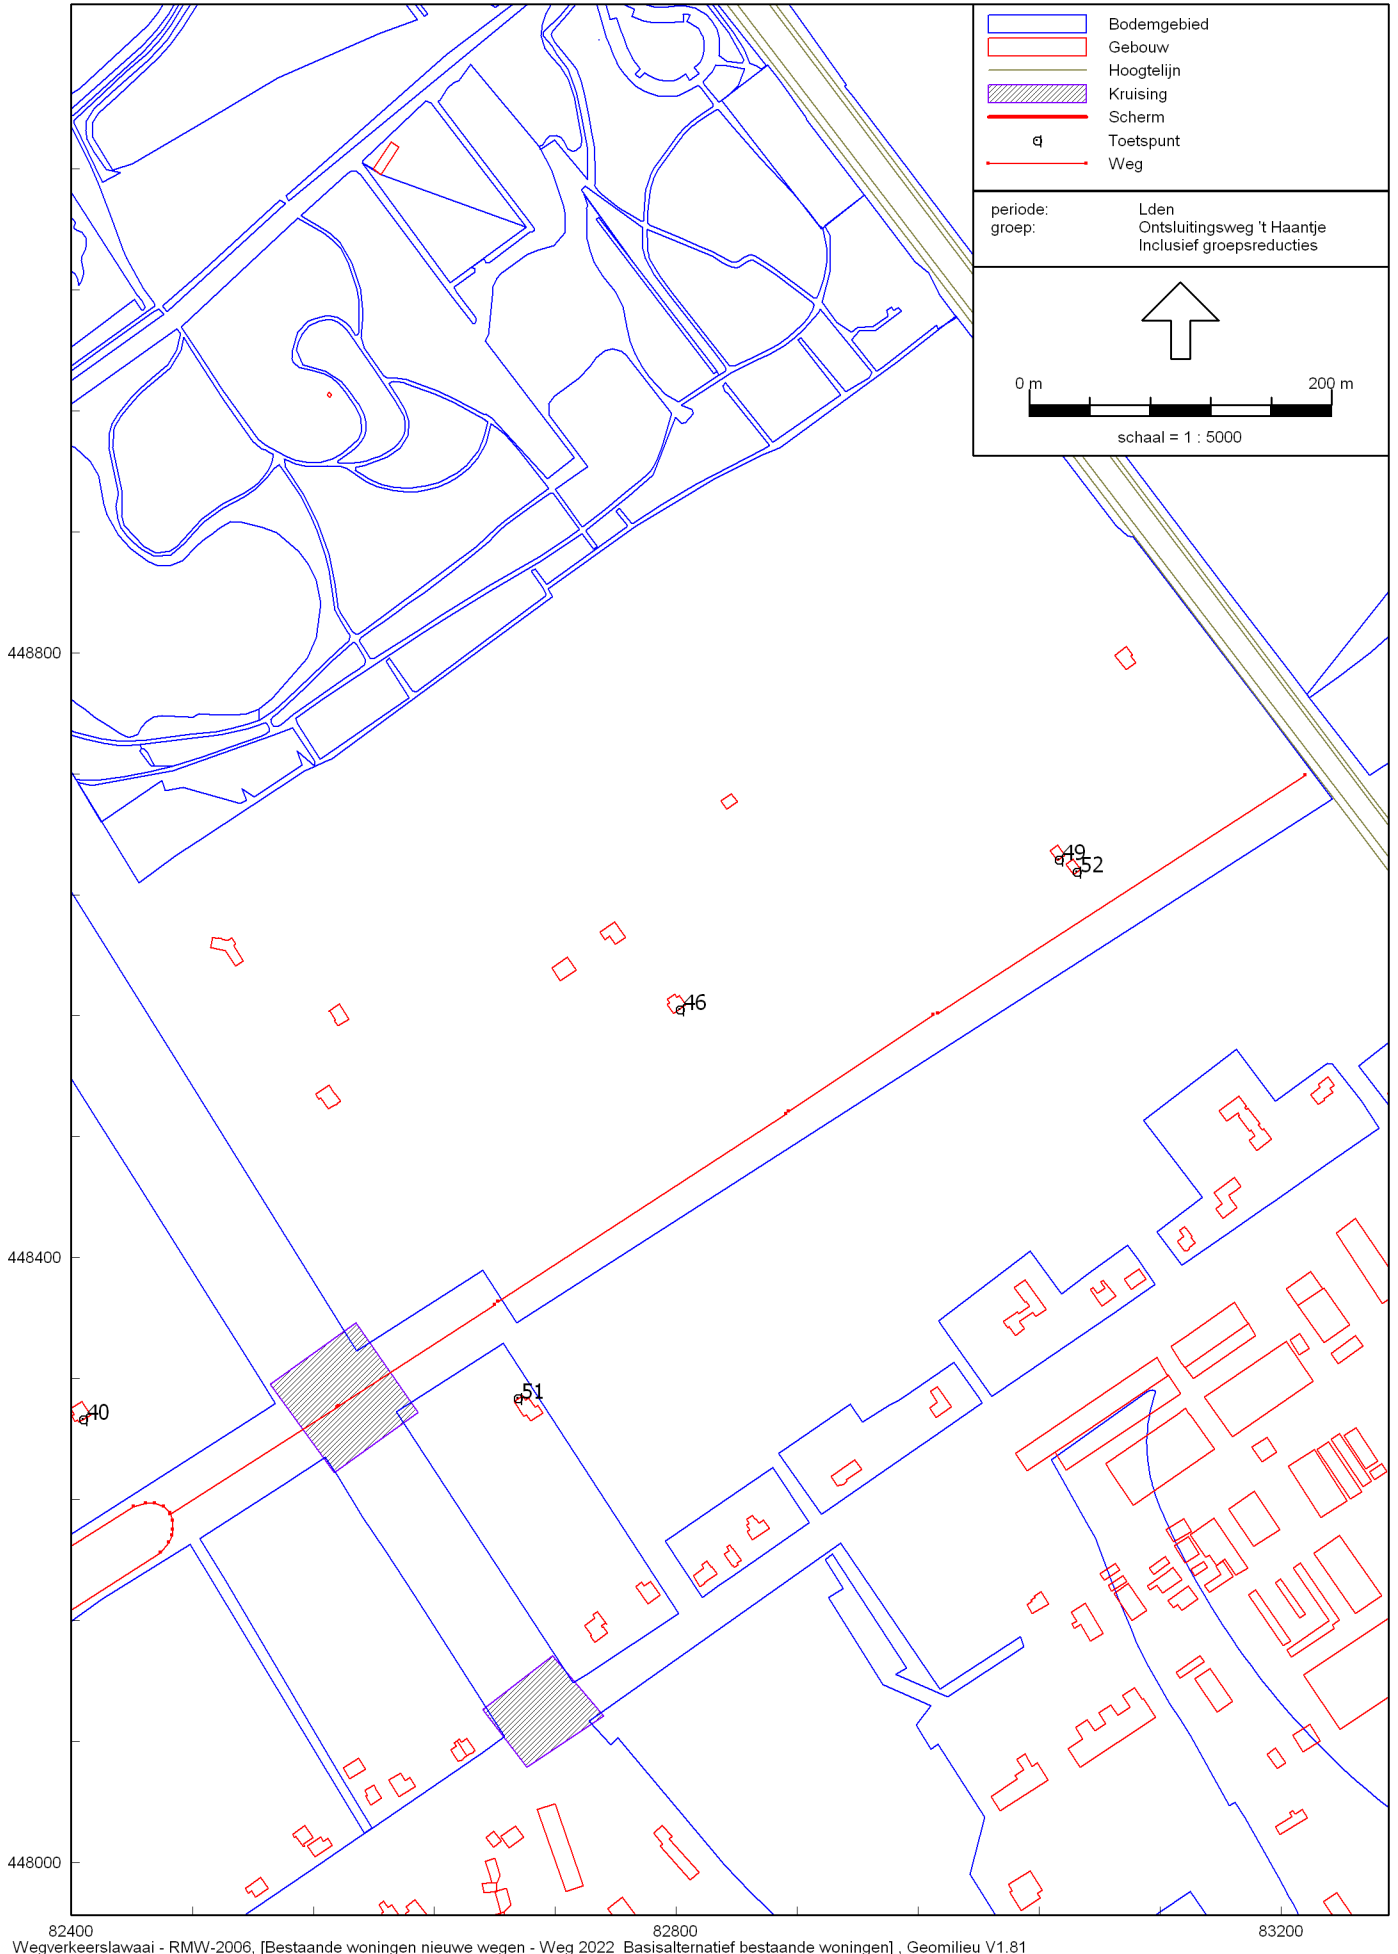 Bodemgebied
Gebouw
Hoogtelijn
Kruising
Scherm
Toetspunt
Weg
periode: Lden
groep: Ontsluitingsweg 't Haantje
Inclusief groepsreducties
0 m 200 m
schaal = 1 : 5000
448800
49
52
46
448400
51
40
448000
82400 82800 83200
Wegverkeerslawaai - RMW-2006, [Bestaande woningen nieuwe wegen - Weg 2022 Basisalternatief bestaande woningen] , Geomilieu V1.81